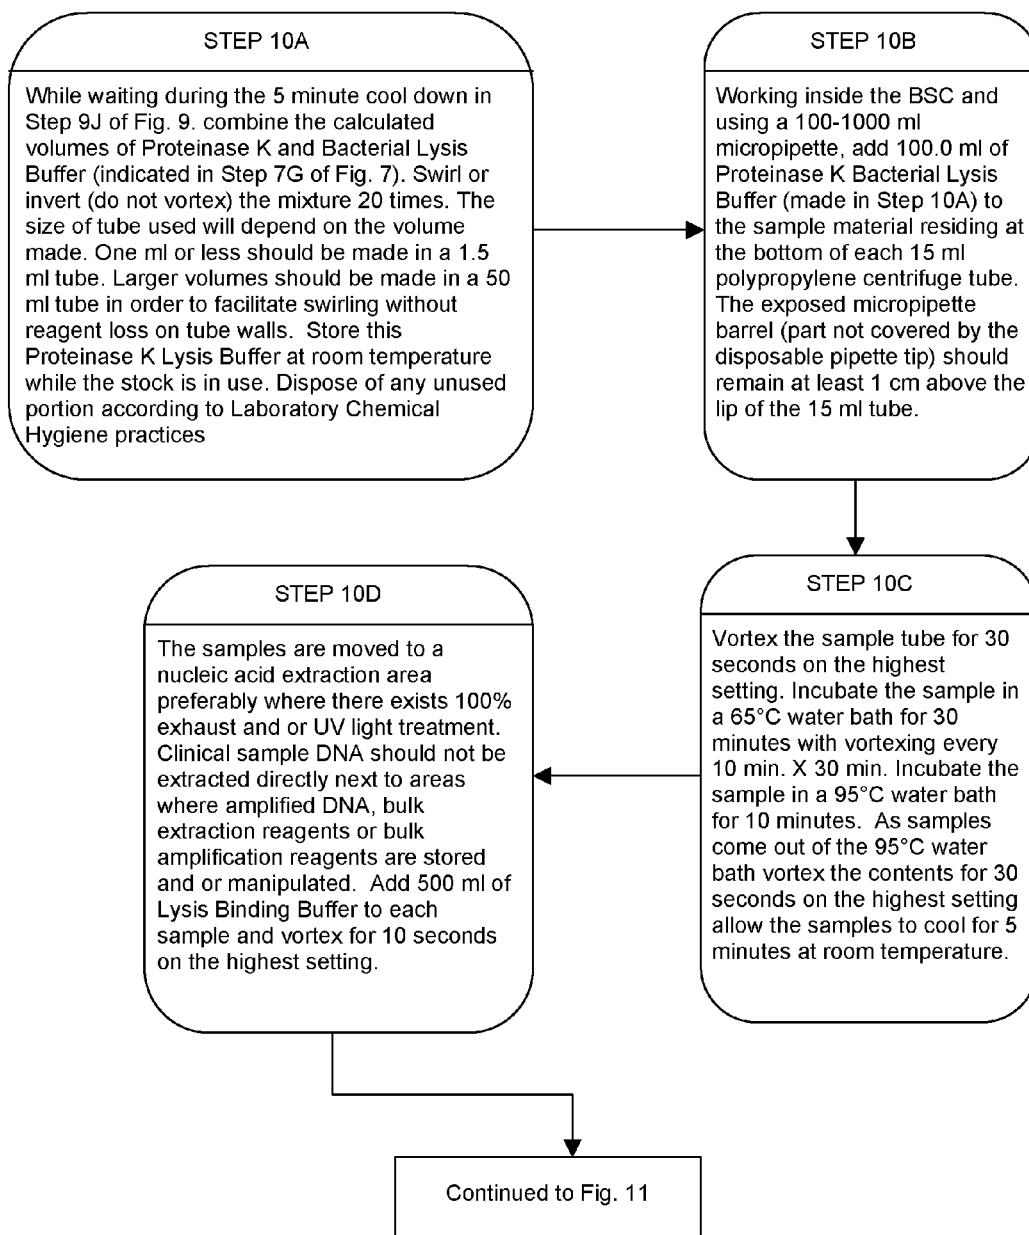 STEP 10A
While waiting during the 5 minute cool down in
Step 9J of Fig. 9. combine the calculated
volumes of Proteinase K and Bacterial Lysis
Buffer (indicated in Step 7G of Fig. 7). Swirl or
invert (do not vortex) the mixture 20 times. The
size of tube used will depend on the volume
made. One ml or less should be made in a 1.5
ml tube. Larger volumes should be made in a 50
ml tube in order to facilitate swirling without
reagent loss on tube walls.  Store this
Proteinase K Lysis Buffer at room temperature
while the stock is in use. Dispose of any unused
portion according to Laboratory Chemical
Hygiene practices
STEP 10B
Working inside the BSC and
using a 100-1000 ml
micropipette, add 100.0 ml of
Proteinase K Bacterial Lysis
Buffer (made in Step 10A) to
the sample material residing at
the bottom of each 15 ml
polypropylene centrifuge tube.
The exposed micropipette
barrel (part not covered by the
disposable pipette tip) should
remain at least 1 cm above the
lip of the 15 ml tube.
STEP 10C
Vortex the sample tube for 30
seconds on the highest
setting. Incubate the sample in
a 65°C water bath for 30
minutes with vortexing every
10 min. X 30 min. Incubate the
sample in a 95°C water bath
for 10 minutes.  As samples
come out of the 95°C water
bath vortex the contents for 30
seconds on the highest setting
allow the samples to cool for 5
minutes at room temperature.
STEP 10D
The samples are moved to a
nucleic acid extraction area
preferably where there exists 100%
exhaust and or UV light treatment.
Clinical sample DNA should not be
extracted directly next to areas
where amplified DNA, bulk
extraction reagents or bulk
amplification reagents are stored
and or manipulated.  Add 500 ml of
Lysis Binding Buffer to each
sample and vortex for 10 seconds
on the highest setting.
Continued to Fig. 11